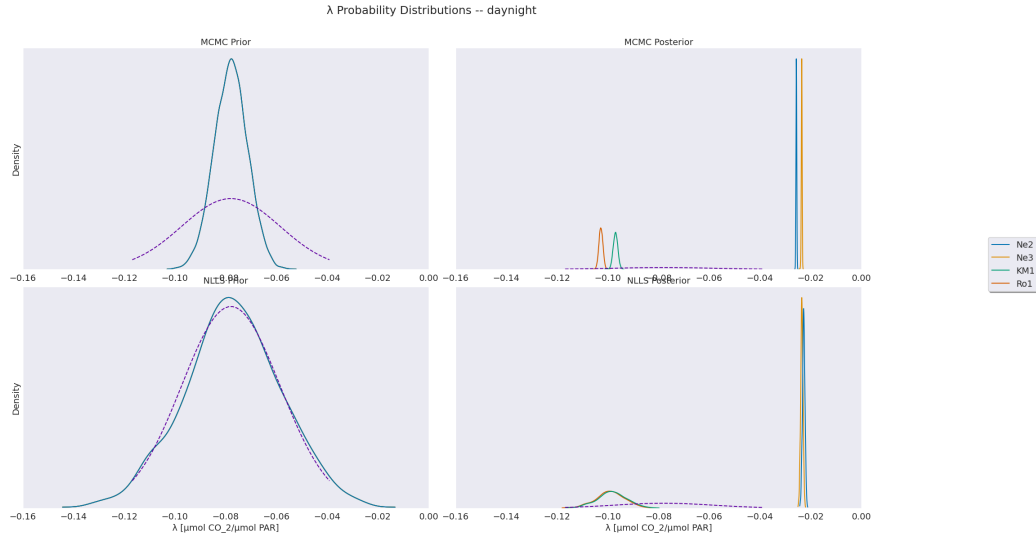 λ Probability Distributions -- daynight
MCMC Prior
MCMC Posterior
Density
−0.16 −0.14 −0.12 −0.10 −0.08 −0.06 −0.04 −0.02 0.00
−0.16 −0.14 −0.12 −0.10 −0.08 −0.06 −0.04 −0.02 0.00
NLLS Prior
NLLS Posterior
Density
−0.16 −0.14 −0.12 −0.10 −0.08 −0.06 −0.04 −0.02 0.00
−0.16 −0.14 −0.12 −0.10 −0.08 −0.06 −0.04 −0.02 0.00
λ [μmol CO_2/μmol PAR]
λ [μmol CO_2/μmol PAR]
Ne2
Ne3
KM1
Ro1